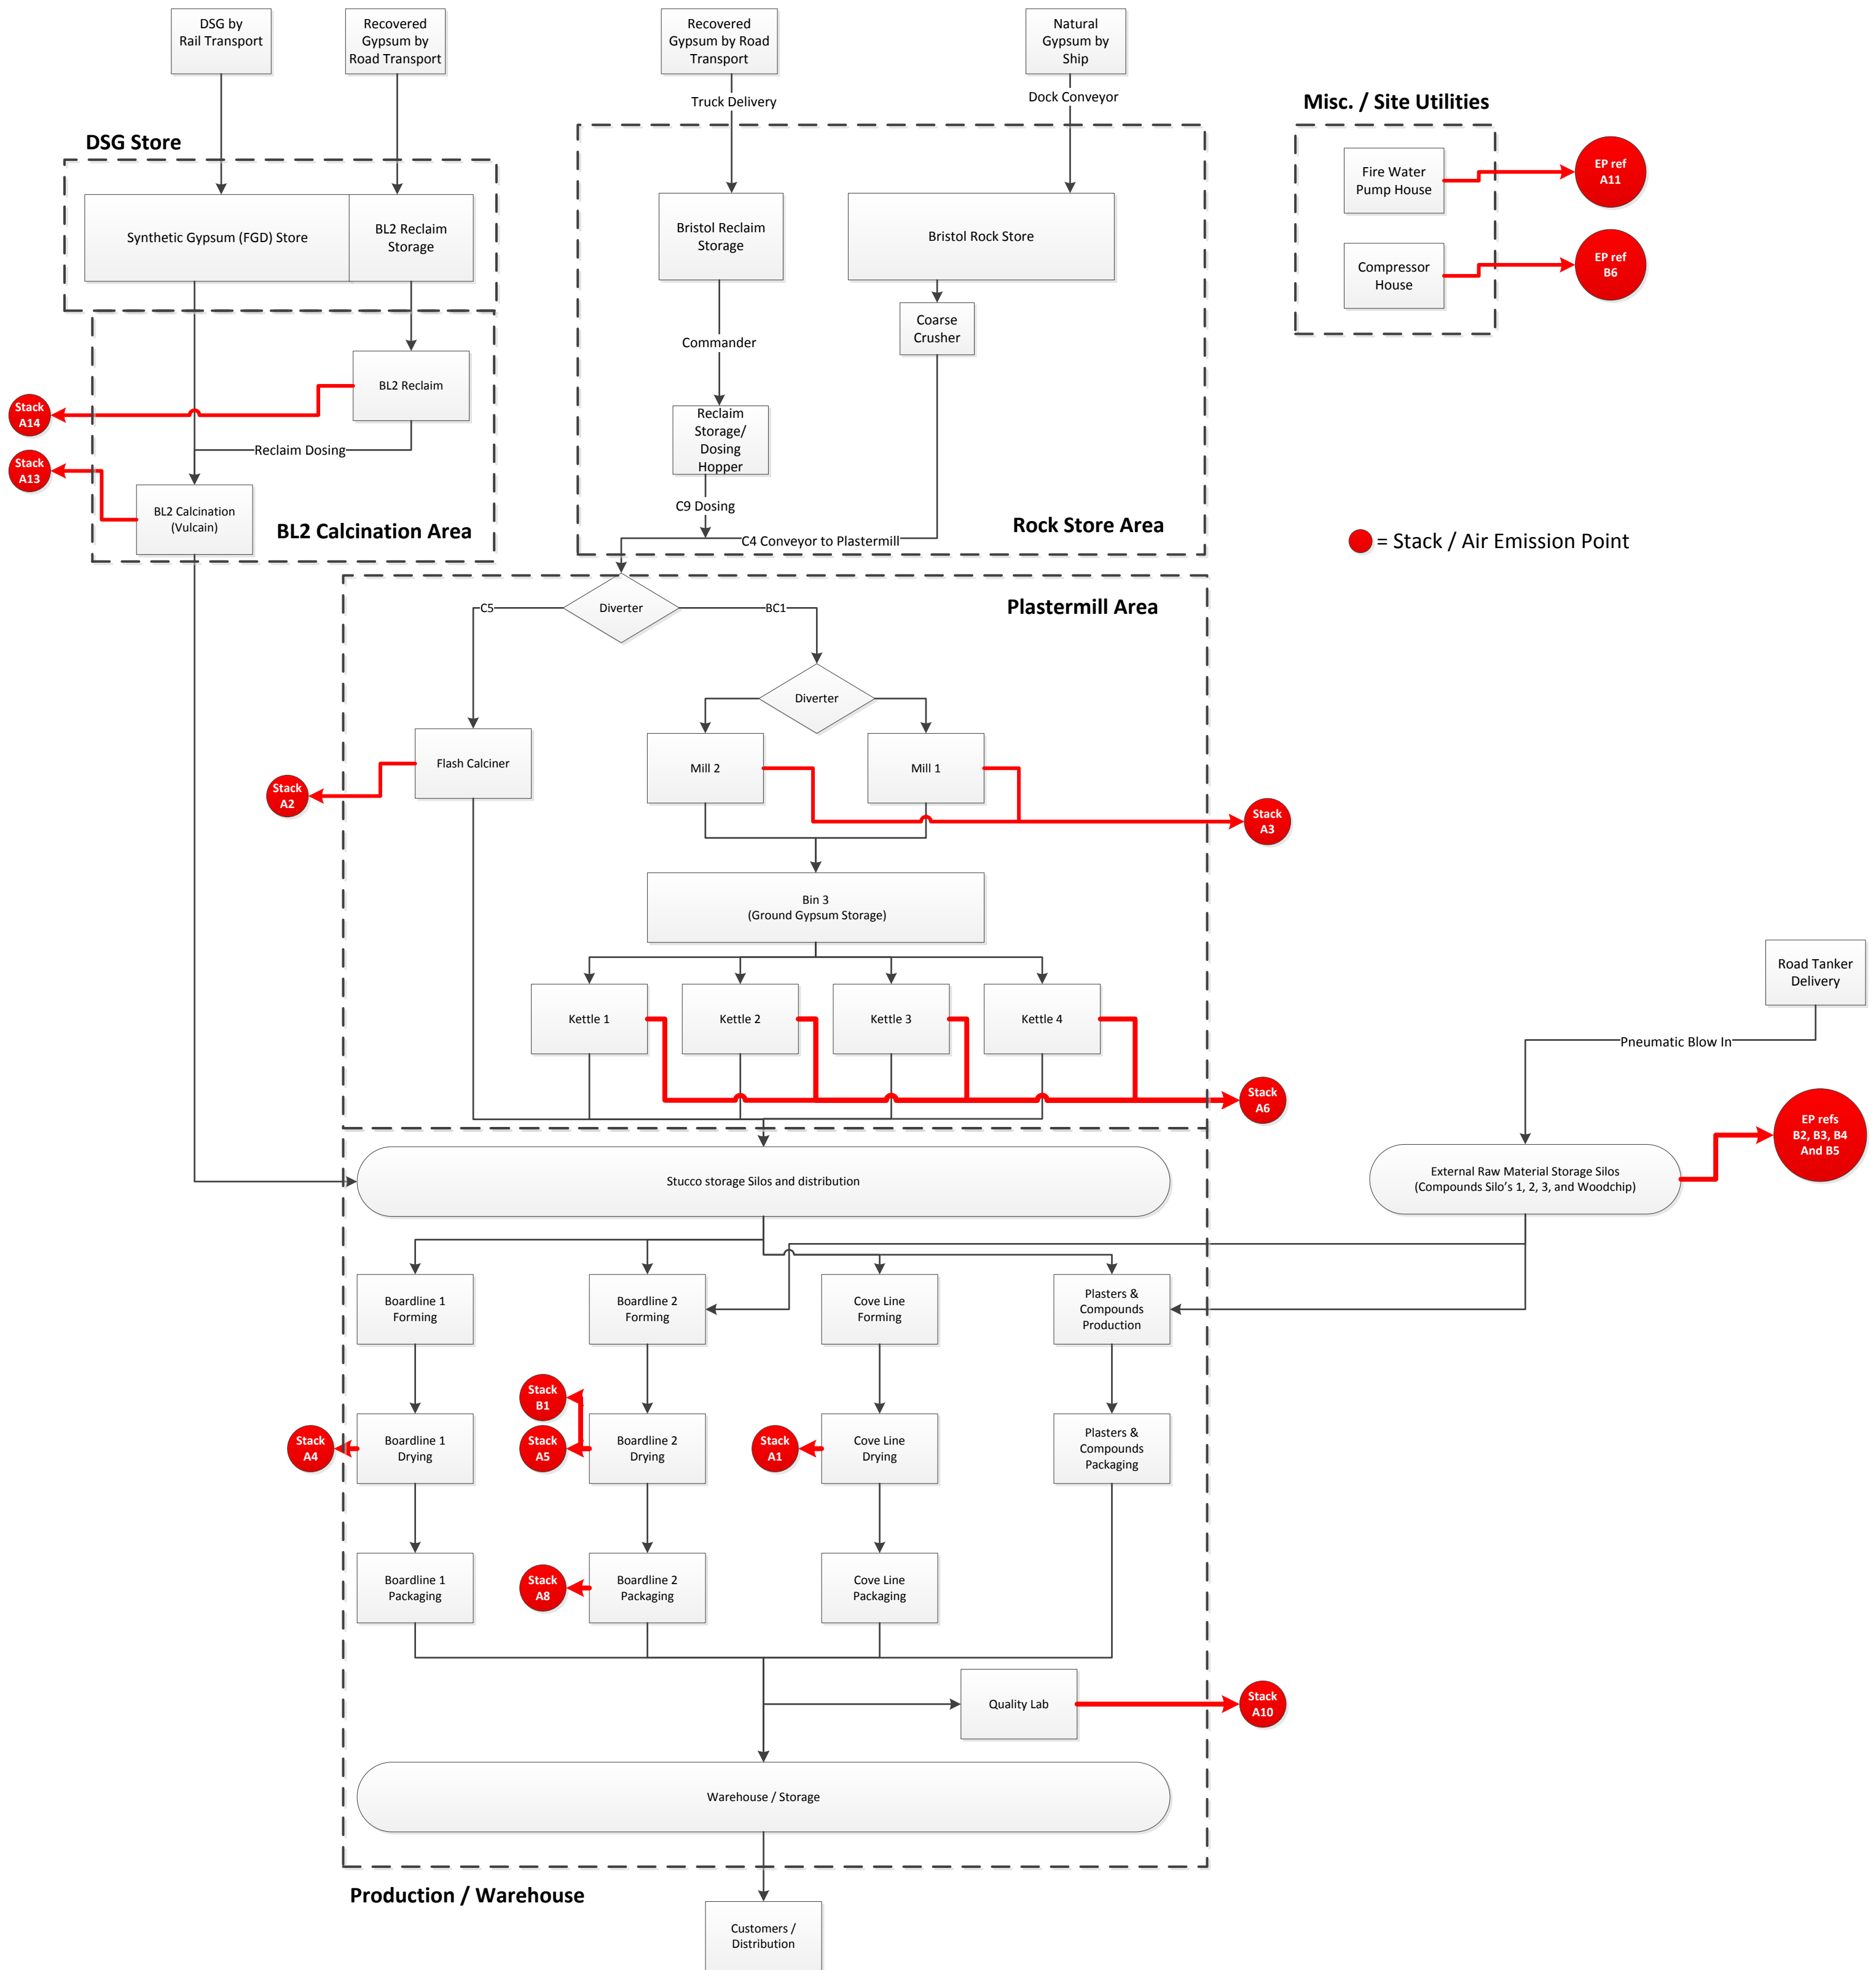 DSG by
Rail Transport
Recovered
Gypsum by
Road Transport
Recovered
Gypsum by Road
Transport
Natural
Gypsum by
Ship
Truck Delivery
Dock Conveyor
Misc. / Site Utilities
DSG Store
Fire Water
Pump House
EP ref
A11
Synthetic Gypsum (FGD) Store
BL2 Reclaim
Storage
Bristol Reclaim
Storage
Bristol Rock Store
Compressor
House
EP ref
B6
Coarse
Crusher
Commander
BL2 Reclaim
Stack
A14
Reclaim
Storage/
Dosing
Hopper
Reclaim Dosing
Stack
A13
C9 Dosing
BL2 Calcination
(Vulcain)
BL2 Calcination Area
Rock Store Area
C4 Conveyor to Plastermill
= Stack / Air Emission Point
Plastermill Area
C5
Diverter
BC1
Diverter
Flash Calciner
Mill 2
Mill 1
Stack
A2
Stack
A3
Bin 3
(Ground Gypsum Storage)
Road Tanker
Delivery
Kettle 1
Kettle 2
Kettle 3
Kettle 4
Pneumatic Blow In
Stack
A6
EP refs
B2, B3, B4
And B5
Stucco storage Silos and distribution
External Raw Material Storage Silos
(Compounds Silo's 1, 2, 3, and Woodchip)
Boardline 1
Forming
Boardline 2
Forming
Cove Line
Forming
Plasters &
Compounds
Production
Stack
B1
Stack
A4
Boardline 1
Drying
Stack
A5
Boardline 2
Drying
Stack
A1
Cove Line
Drying
Plasters &
Compounds
Packaging
Boardline 1
Packaging
Stack
A8
Boardline 2
Packaging
Cove Line
Packaging
Quality Lab
Stack
A10
Warehouse / Storage
Production / Warehouse
Customers /
Distribution